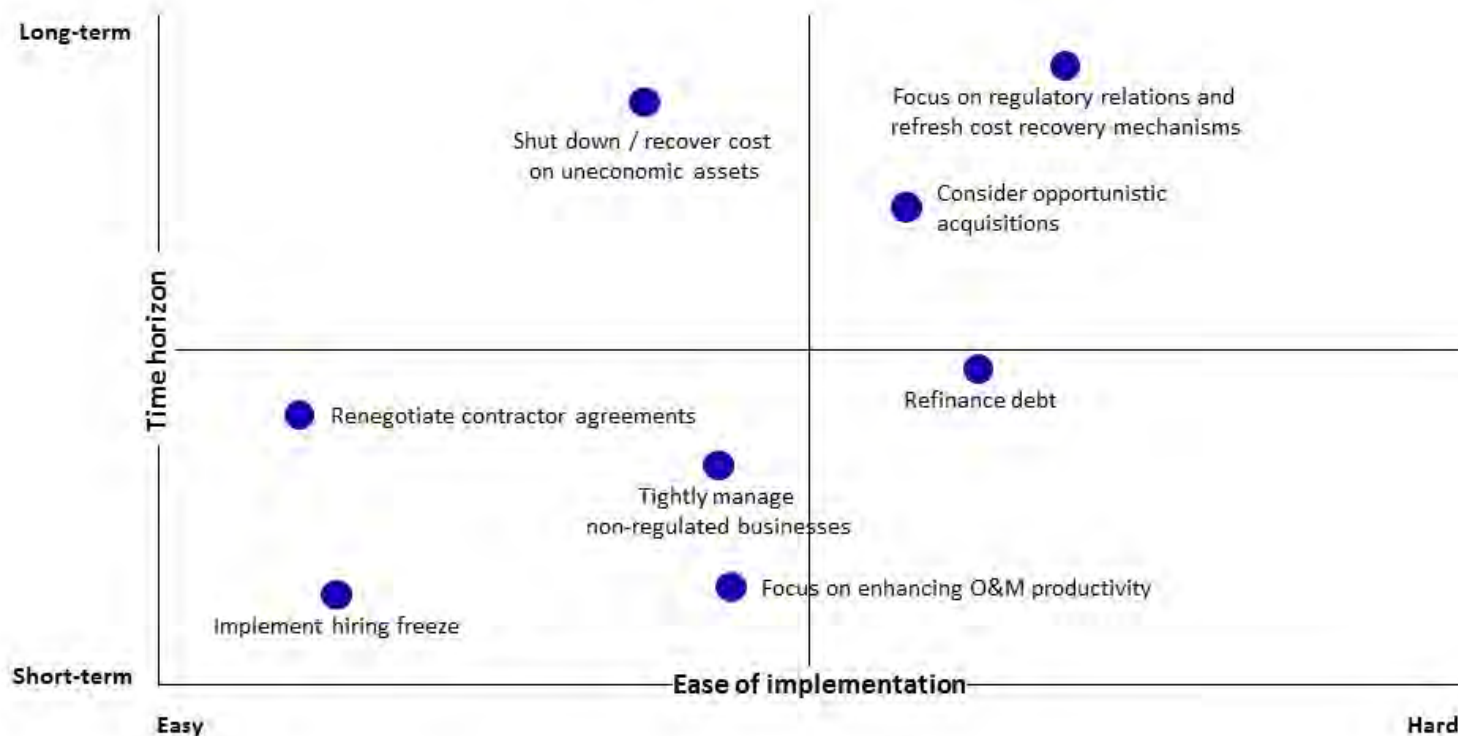 Long-term
Focus on regulatory relations and
refresh cost recovery mechanisms
Shut down / recover cost
on uneconomic assets
Consider opportunistic
acquisitions
Time horizon
Refinance debt
Renegotiate contractor agreements
Tightly manage
non-regulated businesses
Focus on enhancing O&M productivity
Implement hiring freeze
Short-term
Ease of implementation
Easy
Hard